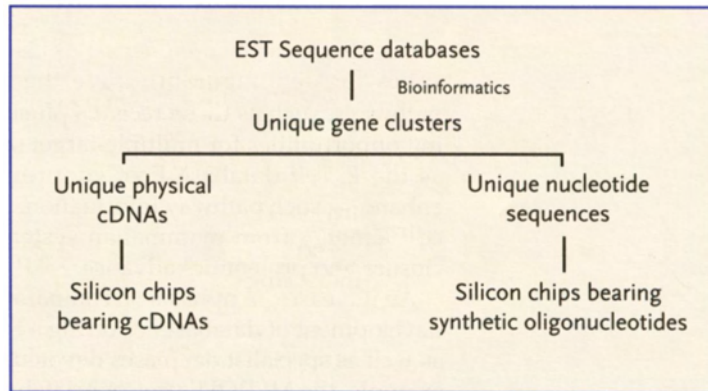 EST Sequence databases
Bioinformatics
Unique gene clusters
Unique physical
cDNAs
Unique nucleotide
sequences
Silicon chips
bearing cDNAs
Silicon chips bearing
synthetic oligonucleotides